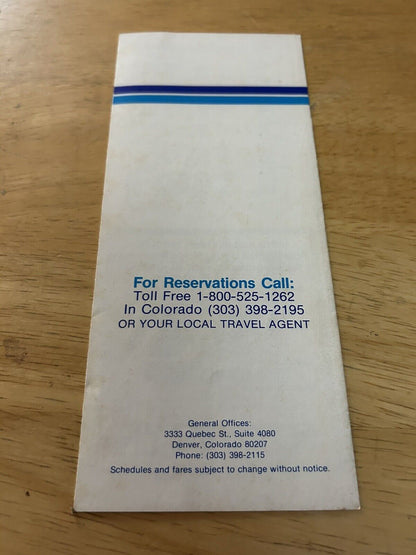 For Reservations Call:
Toll Free 1-800-525-1262
In Colorado (303) 398-2195
OR YOUR LOCAL TRAVEL AGENT
General Offices:
3333 Quebec St., Suite 4080
Denver, Colorado 80207
Phone: (303) 398-2115
Schedules and fares subject to change without notice.